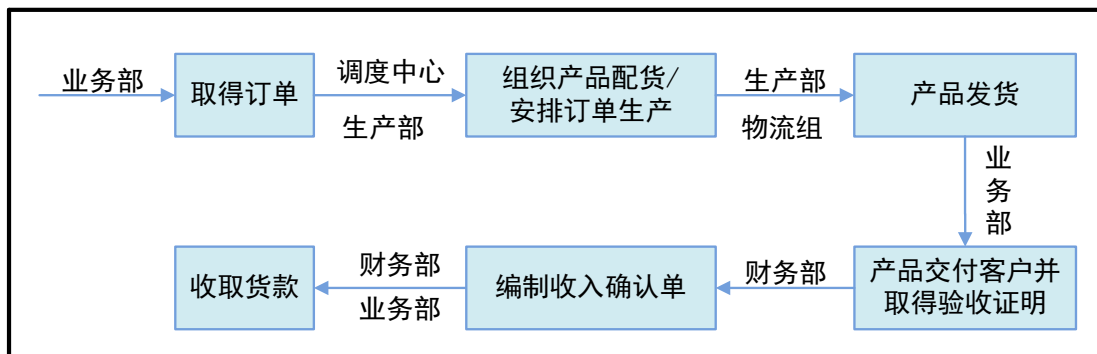 业务部
取得订单
调度中心
生产部
组织产品配货/
安排订单生产
生产部
物流组
产品发货
业
务
部
产品交付客户并
取得验收证明
财务部
编制收入确认单
财务部
业务部
收取货款